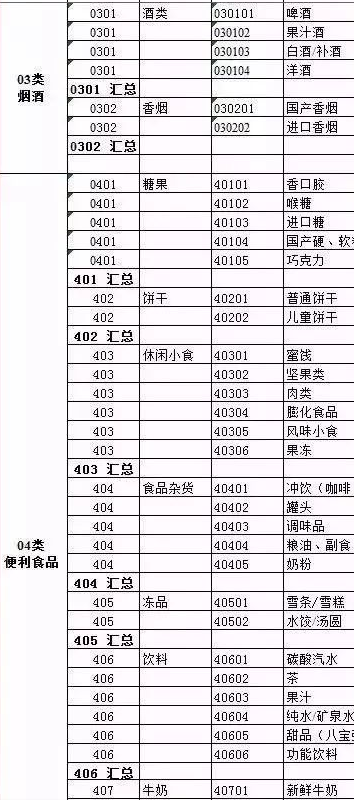 0301 酒类 030101 啤酒
0301 030102 果汁酒
0301 030103 白酒/补酒
0301 030104 洋酒
0301 汇总
03类
烟酒
0302 香烟 030201 国产香烟
0302 030202 进口香烟
0302 汇总
0401 糖果 40101 香口胶
0401 40102 喉糖
0401 40103 进口糖
0401 40104 国产硬、软
0401 40105 巧克力
401 汇总
402 饼干 40201 普通饼干
402 40202 儿童饼干
402 汇总
403 休闲小食 40301 蜜饯
403 40302 坚果类
403 40303 肉类
403 40304 膨化食品
403 40305 风味小食
403 40306 果冻
403 汇总
404 食品杂货 40401 冲饮（咖啡
404 40402 罐头
404 40403 调味品
04类
便利食品
404 40404 粮油、副食
404 40405 奶粉
404 汇总
405 冻品 40501 雪条/雪糕
405 40502 水饺/汤圆
405 汇总
406 饮料 40601 碳酸汽水
406 40602 茶
406 40603 果汁
406 40604 纯水/矿泉水
406 40605 甜品（八宝
406 40606 功能饮料
406 汇总
407 牛奶 40701 新鲜牛奶